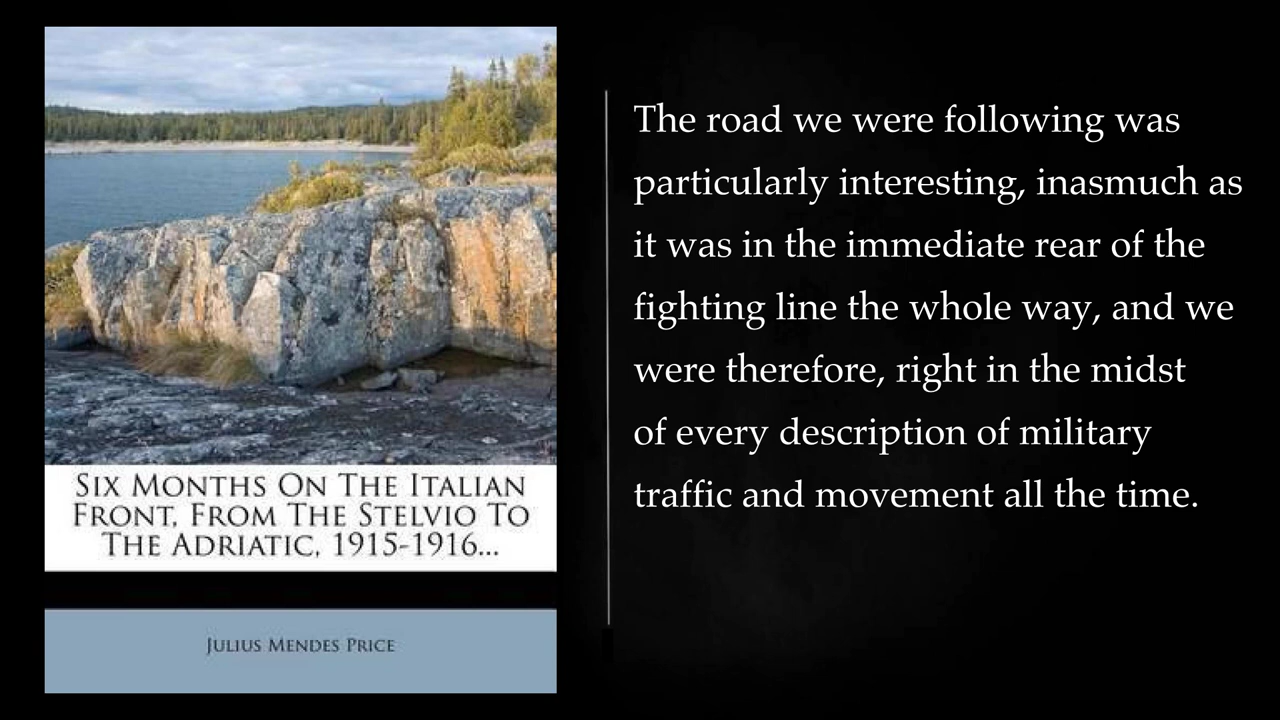 SIX MONTHS ON THE ITALIAN
FRONT, FROM THE STELVIO TO
THE ADRIATIC, 1915-1916...
JULIUS MENDES PRICE
The road we were following was
particularly interesting, inasmuch as
it was in the immediate rear of the
fighting line the whole way, and we
were therefore, right in the midst
of every description of military
traffic and movement all the time.